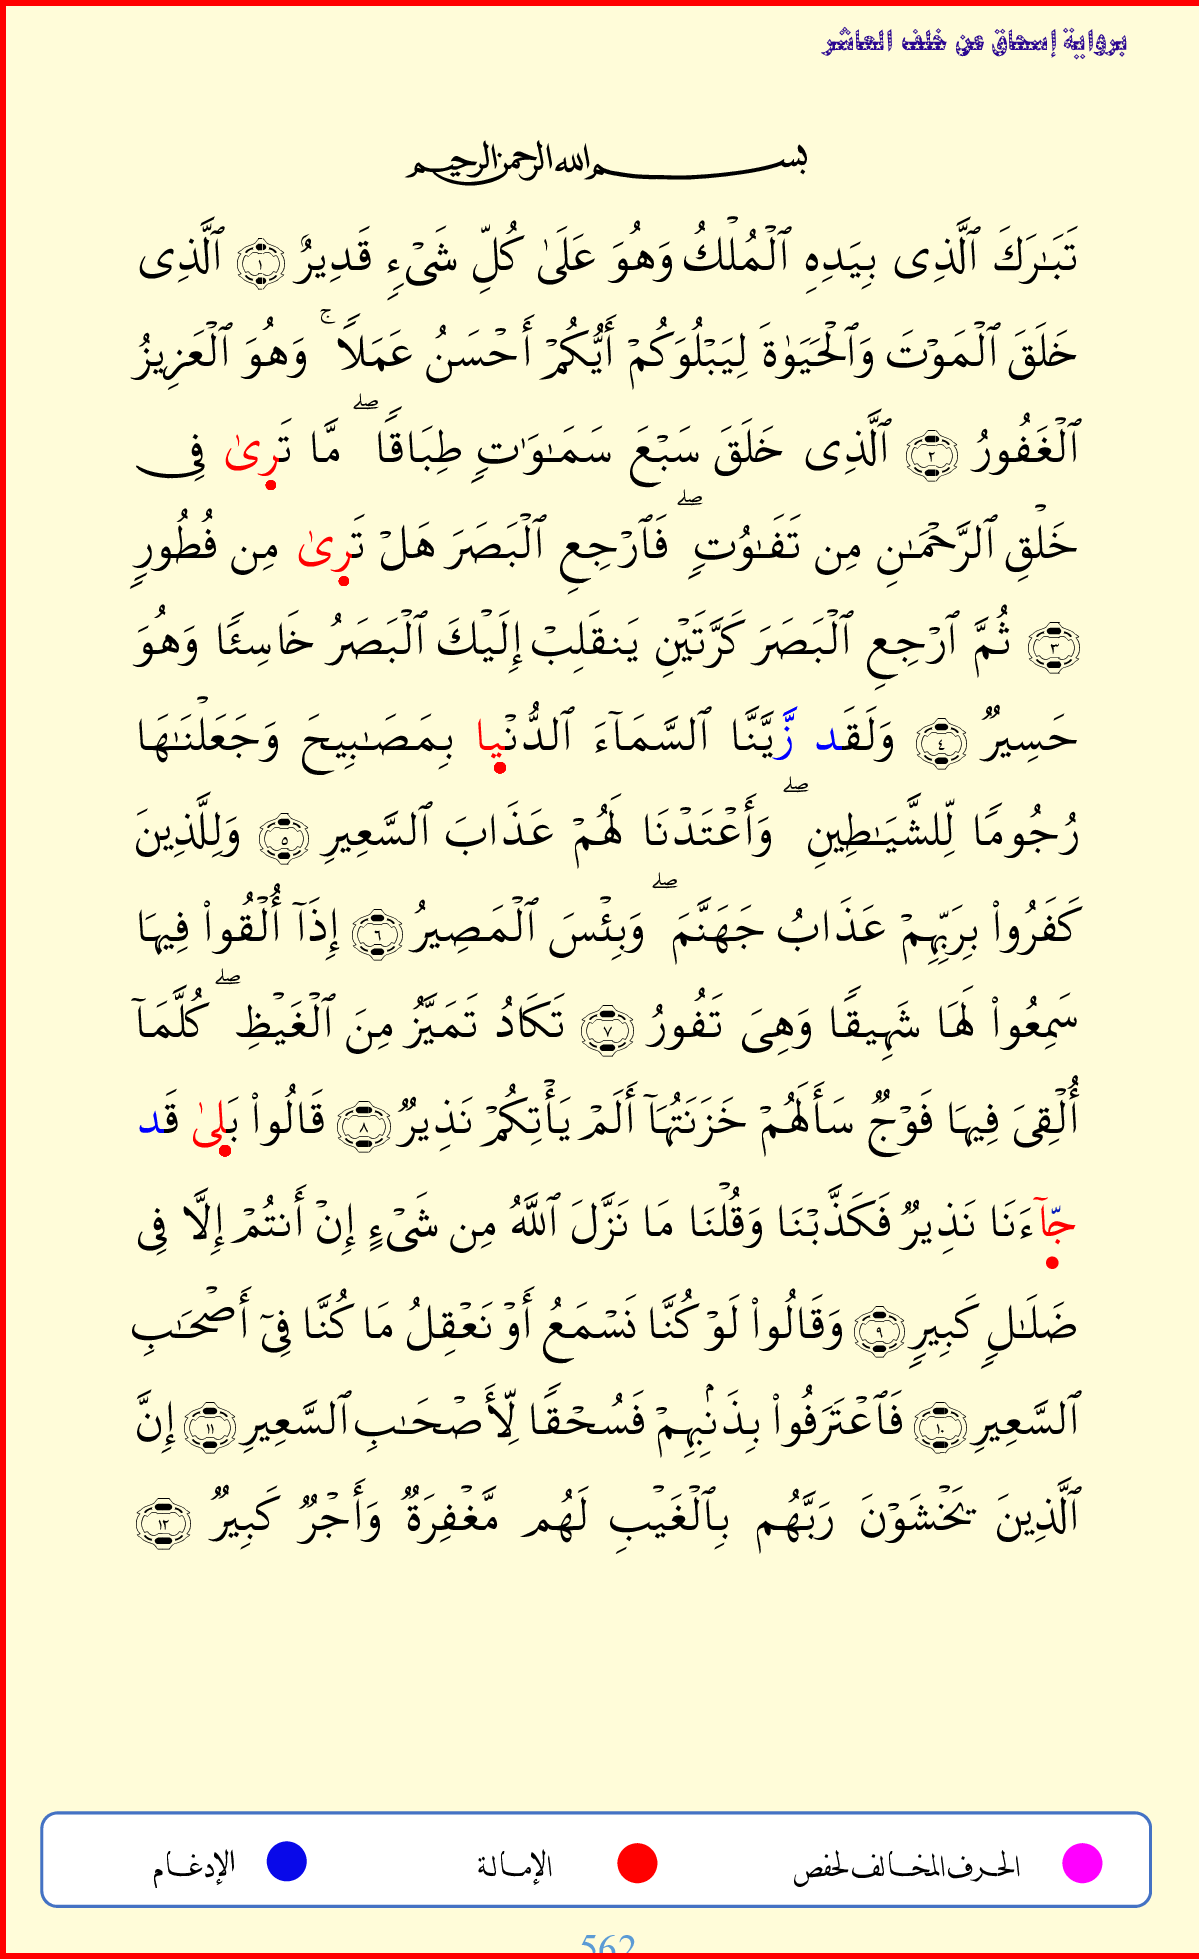 برواية إسحاق عن خلف العاشر
بسم الله الرحمن الرحيم
تَبَٰرَكَ ٱلَّذِى بِيَدِهِ ٱلْمُلْكُ وَهُوَ عَلَىٰ كُلِّ شَىْءٍ قَدِيرٌ ١ ٱلَّذِى
خَلَقَ ٱلْمَوْتَ وَٱلْحَيَوٰةَ لِيَبْلُوَكُمْ أَيُّكُمْ أَحْسَنُ عَمَلًا ۚ وَهُوَ ٱلْعَزِيزُ
ٱلْغَفُورُ ٢ ٱلَّذِى خَلَقَ سَبْعَ سَمَٰوَٰتٍ طِبَاقًا ۖ مَّا تَرِىٰ فِى
خَلْقِ ٱلرَّحْمَٰنِ مِن تَفَٰوُتٍ ۖ فَٱرْجِعِ ٱلْبَصَرَ هَلْ تَرِىٰ مِن فُطُورٍ
٣ ثُمَّ ٱرْجِعِ ٱلْبَصَرَ كَرَّتَيْنِ يَنقَلِبْ إِلَيْكَ ٱلْبَصَرُ خَاسِئًا وَهُوَ
حَسِيرٌ ٤ وَلَقَد زَّيَّنَّا ٱلسَّمَآءَ ٱلدُّنْيِا بِمَصَٰبِيحَ وَجَعَلْنَٰهَا
رُجُومًا لِّلشَّيَٰطِينِ ۖ وَأَعْتَدْنَا لَهُمْ عَذَابَ ٱلسَّعِيرِ ٥ وَلِلَّذِينَ
كَفَرُوا۟ بِرَبِّهِمْ عَذَابُ جَهَنَّمَ ۖ وَبِئْسَ ٱلْمَصِيرُ ٦ إِذَآ أُلْقُوا۟ فِيهَا
سَمِعُوا۟ لَهَا شَهِيقًا وَهِىَ تَفُورُ ٧ تَكَادُ تَمَيَّزُ مِنَ ٱلْغَيْظِ ۖ كُلَّمَآ
أُلْقِىَ فِيهَا فَوْجٌ سَأَلَهُمْ خَزَنَتُهَآ أَلَمْ يَأْتِكُمْ نَذِيرٌ ٨ قَالُوا۟ بَلِىٰ قَد
جِّآءَنَا نَذِيرٌ فَكَذَّبْنَا وَقُلْنَا مَا نَزَّلَ ٱللَّهُ مِن شَىْءٍ إِنْ أَنتُمْ إِلَّا فِى
ضَلَٰلٍ كَبِيرٍ ٩ وَقَالُوا۟ لَوْ كُنَّا نَسْمَعُ أَوْ نَعْقِلُ مَا كُنَّا فِىٓ أَصْحَٰبِ
ٱلسَّعِيرِ ١٠ فَٱعْتَرَفُوا۟ بِذَنۢبِهِمْ فَسُحْقًا لِّأَصْحَٰبِ ٱلسَّعِيرِ ١١ إِنَّ
ٱلَّذِينَ يَخْشَوْنَ رَبَّهُم بِٱلْغَيْبِ لَهُم مَّغْفِرَةٌ وَأَجْرٌ كَبِيرٌ ١٢
الحرف المخالف لحفص الإمالة الإدغام
562